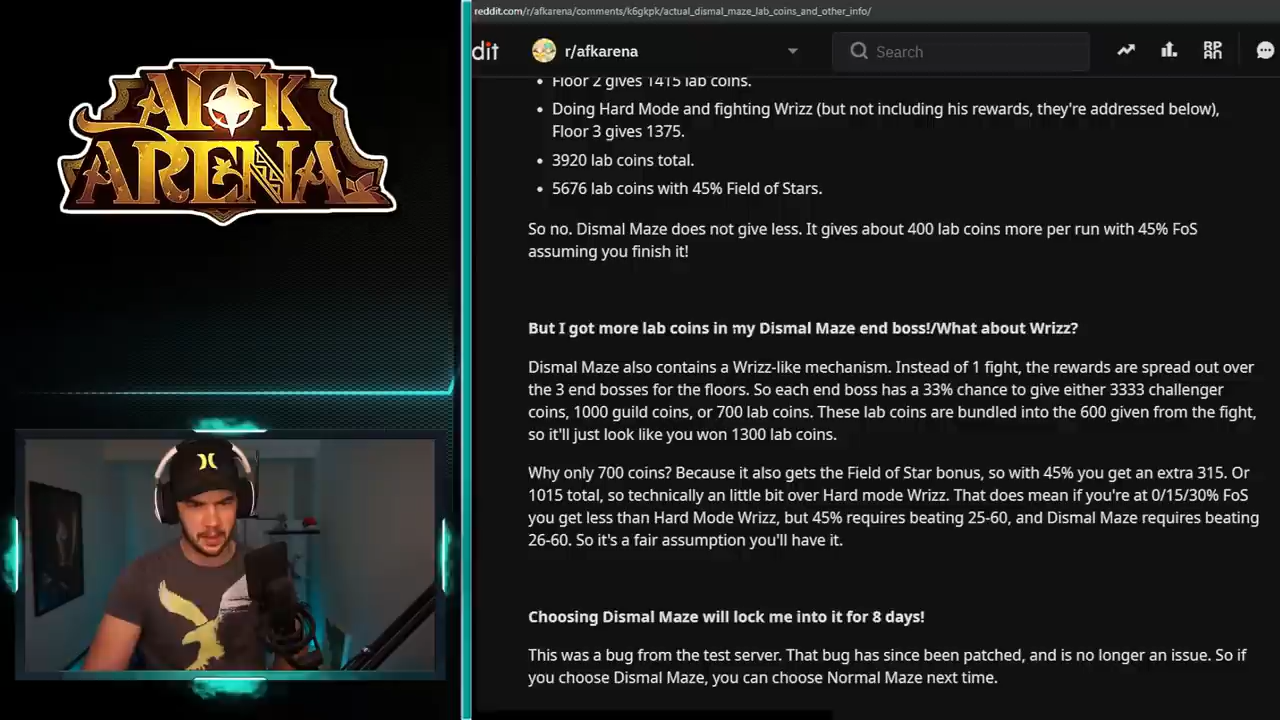 reddit.com/r/afkarena/comments/k6gkpk/actual_dismal_maze_lab_coins_and_other_info/
dit
r/afkarena
Search
AFK
ARENA
Floor 2 gives 1415 lab coins.
Doing Hard Mode and fighting Wrizz (but not including his rewards, they're addressed below),
Floor 3 gives 1375.
3920 lab coins total.
5676 lab coins with 45% Field of Stars.
So no. Dismal Maze does not give less. It gives about 400 lab coins more per run with 45% FoS
assuming you finish it!
But I got more lab coins in my Dismal Maze end boss!/What about Wrizz?
Dismal Maze also contains a Wrizz-like mechanism. Instead of 1 fight, the rewards are spread out over
the 3 end bosses for the floors. So each end boss has a 33% chance to give either 3333 challenger
coins, 1000 guild coins, or 700 lab coins. These lab coins are bundled into the 600 given from the fight,
so it'll just look like you won 1300 lab coins.
Why only 700 coins? Because it also gets the Field of Star bonus, so with 45% you get an extra 315. Or
1015 total, so technically an little bit over Hard mode Wrizz. That does mean if you're at 0/15/30% FoS
you get less than Hard Mode Wrizz, but 45% requires beating 25-60, and Dismal Maze requires beating
26-60. So it's a fair assumption you'll have it.
Choosing Dismal Maze will lock me into it for 8 days!
This was a bug from the test server. That bug has since been patched, and is no longer an issue. So if
you choose Dismal Maze, you can choose Normal Maze next time.